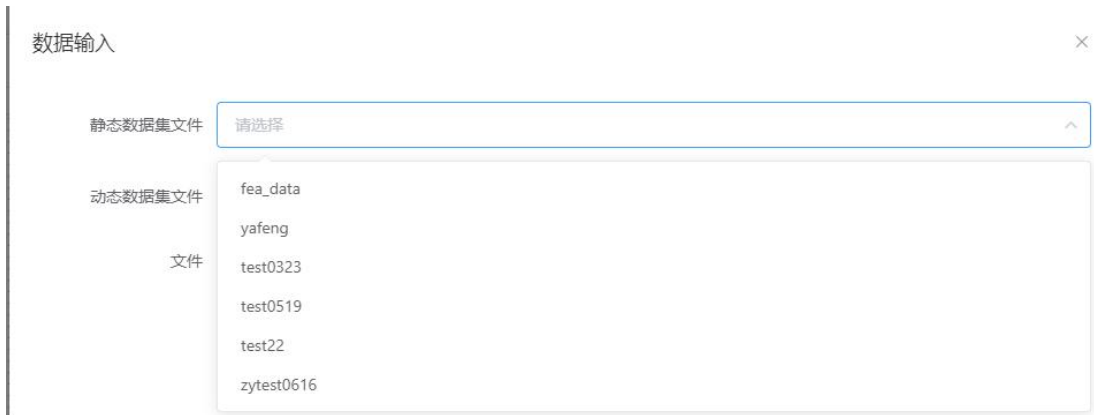 数据输入
静态数据集文件 请选择
fea_data
动态数据集文件
yafeng
文件
test0323
test0519
test22
zytest0616